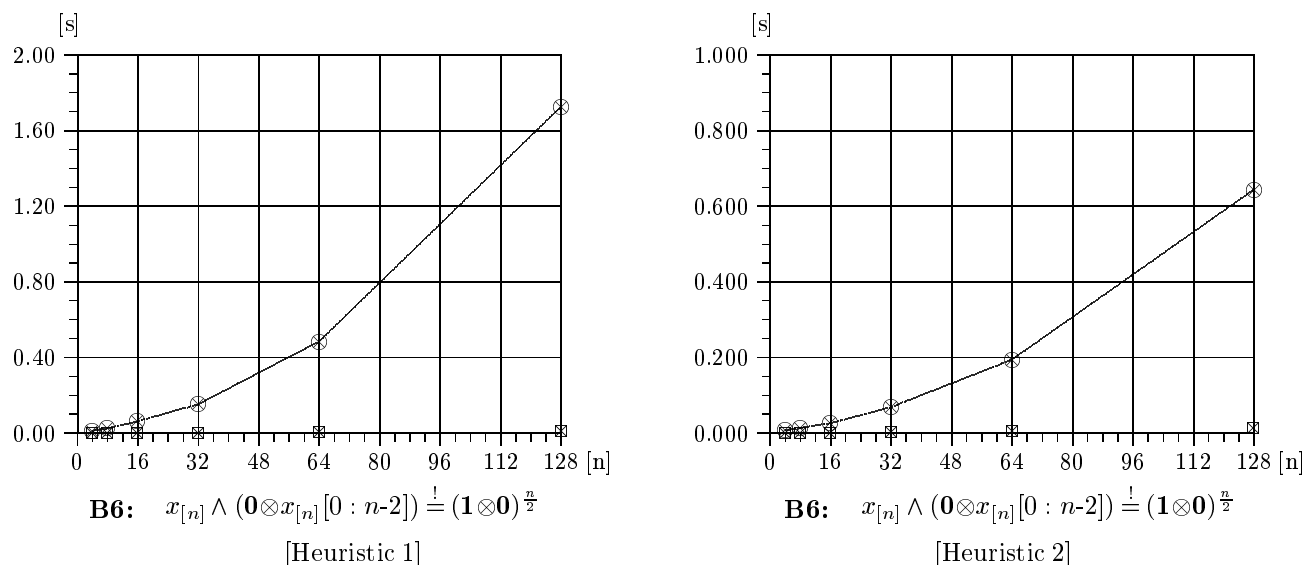 [s]
2.00
1.60
1.20
0.80
0.40
0.00
0 16 32 48 64 80 96 112 128 [n]
B6: x[n] ∧ (0⊗x[n][0 : n-2]) =! (1⊗0)^n/2
[Heuristic 1]
[s]
1.000
0.800
0.600
0.400
0.200
0.000
0 16 32 48 64 80 96 112 128 [n]
B6: x[n] ∧ (0⊗x[n][0 : n-2]) =! (1⊗0)^n/2
[Heuristic 2]